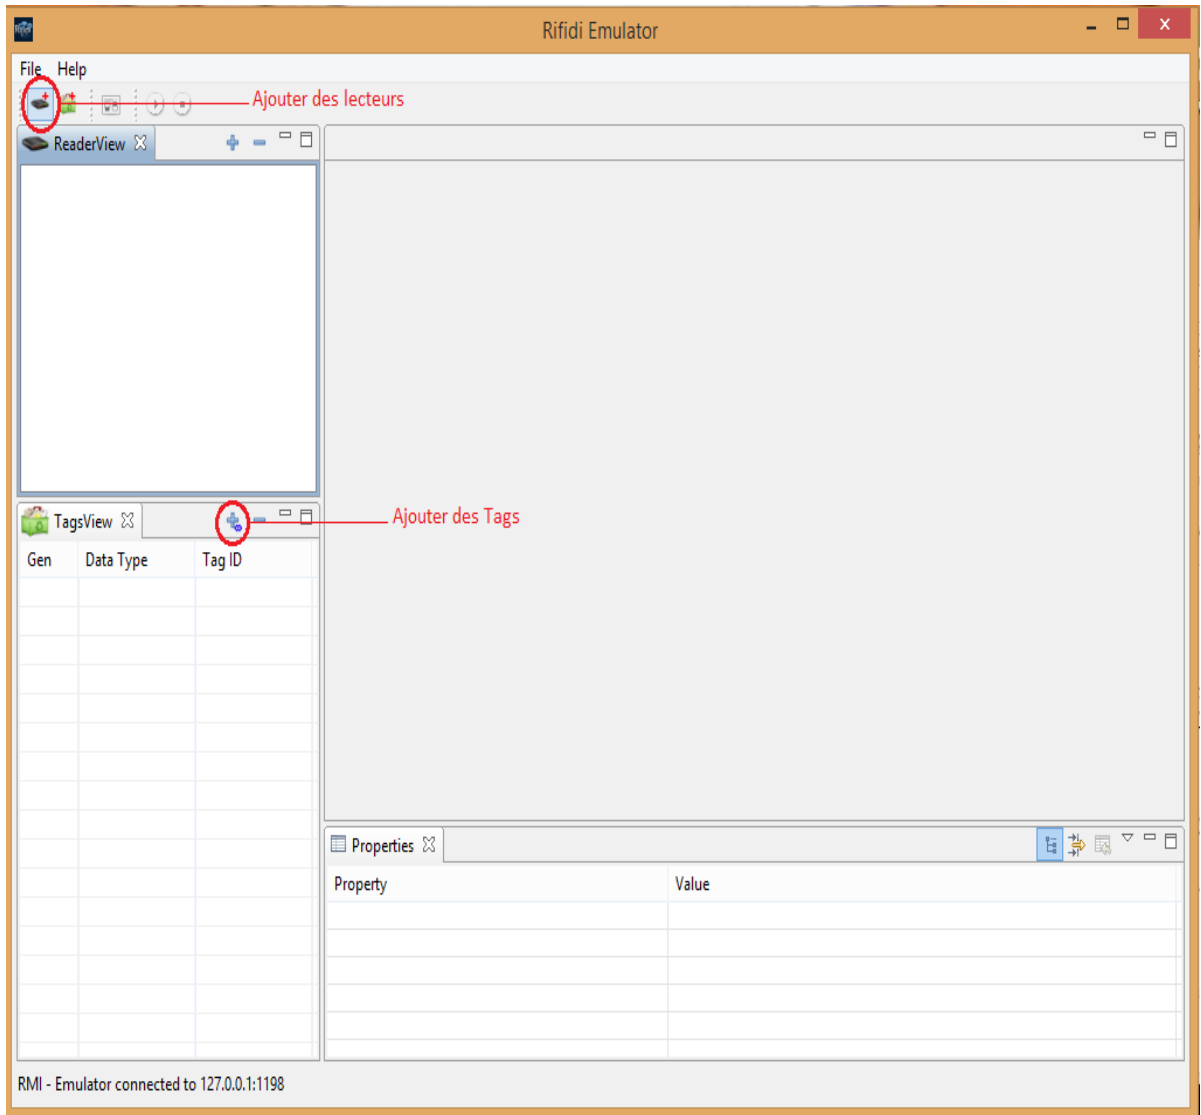 Rifidi Emulator
File Help
Ajouter des lecteurs
ReaderView
TagsView
Ajouter des Tags
Gen Data Type Tag ID
Properties
Property Value
RMI - Emulator connected to 127.0.0.1:1198